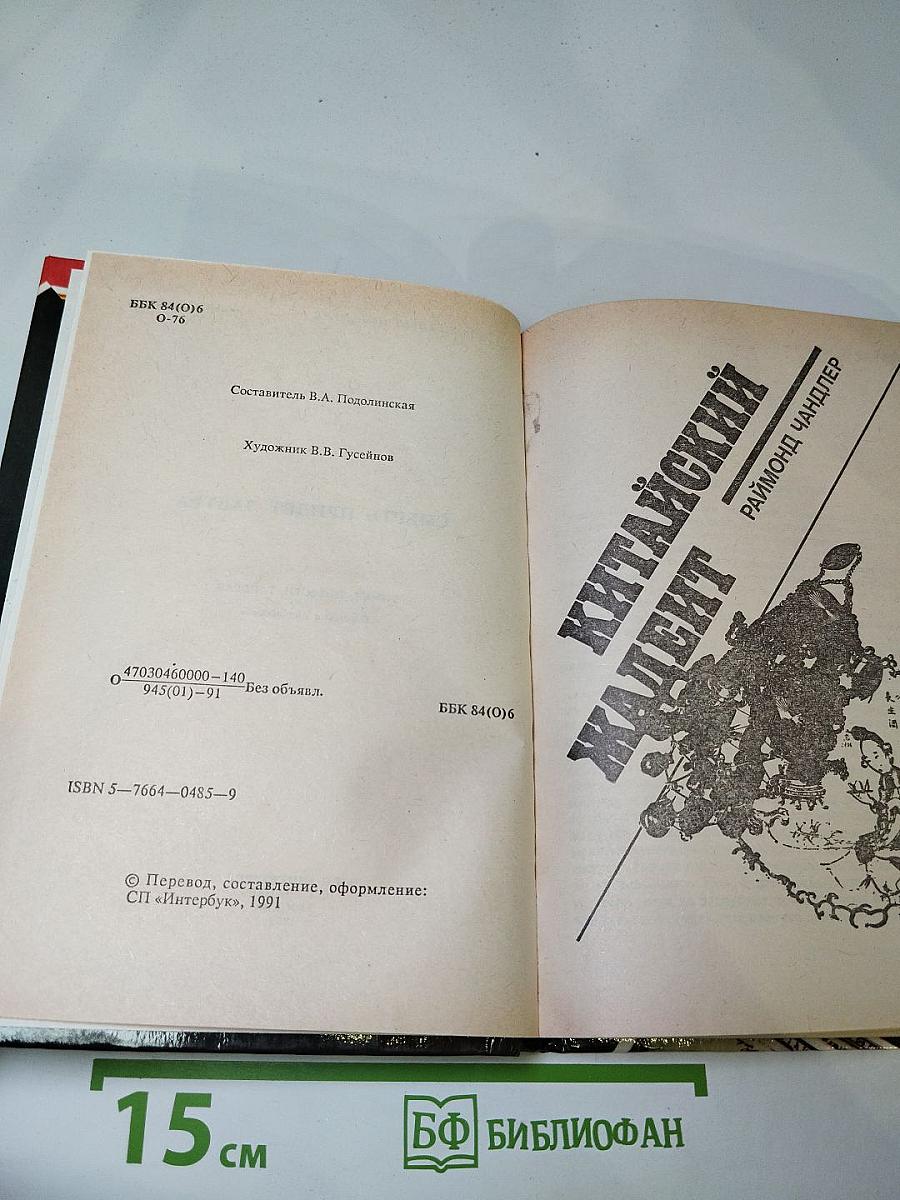 ББК 84(О)6
О-76
Составитель В.А. Подолинская
Художник В.В. Гусейнов
О 47030460000—140
945(01)—91 Без объявл.
ББК 84(О)6
ISBN 5—7664—0485—9
© Перевод, составление, оформление:
СП «Интербук», 1991
КИТАЙСКИЙ
ЖАДЕИТ
РАЙМОНД ЧАНДЛЕР
15 см
БФ БИБЛИОФАН